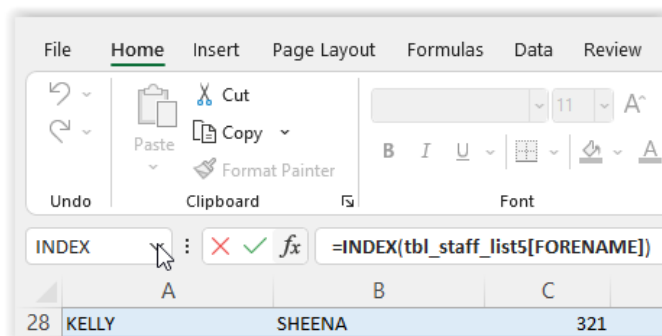 File Home Insert Page Layout Formulas Data Review
Cut
11 A
Paste Copy
B I U A
Format Painter
Undo Clipboard Font
INDEX fx =INDEX(tbl_staff_list5[FORENAME])
A B C
28 KELLY SHEENA 321